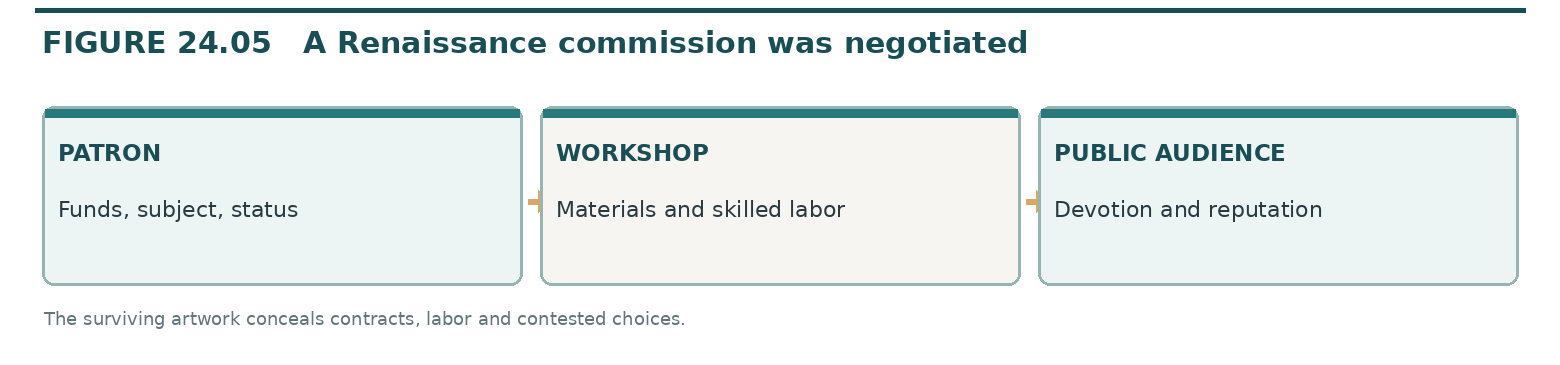 FIGURE 24.05 A Renaissance commission was negotiated
PATRON
Funds, subject, status
WORKSHOP
Materials and skilled labor
PUBLIC AUDIENCE
Devotion and reputation
The surviving artwork conceals contracts, labor and contested choices.